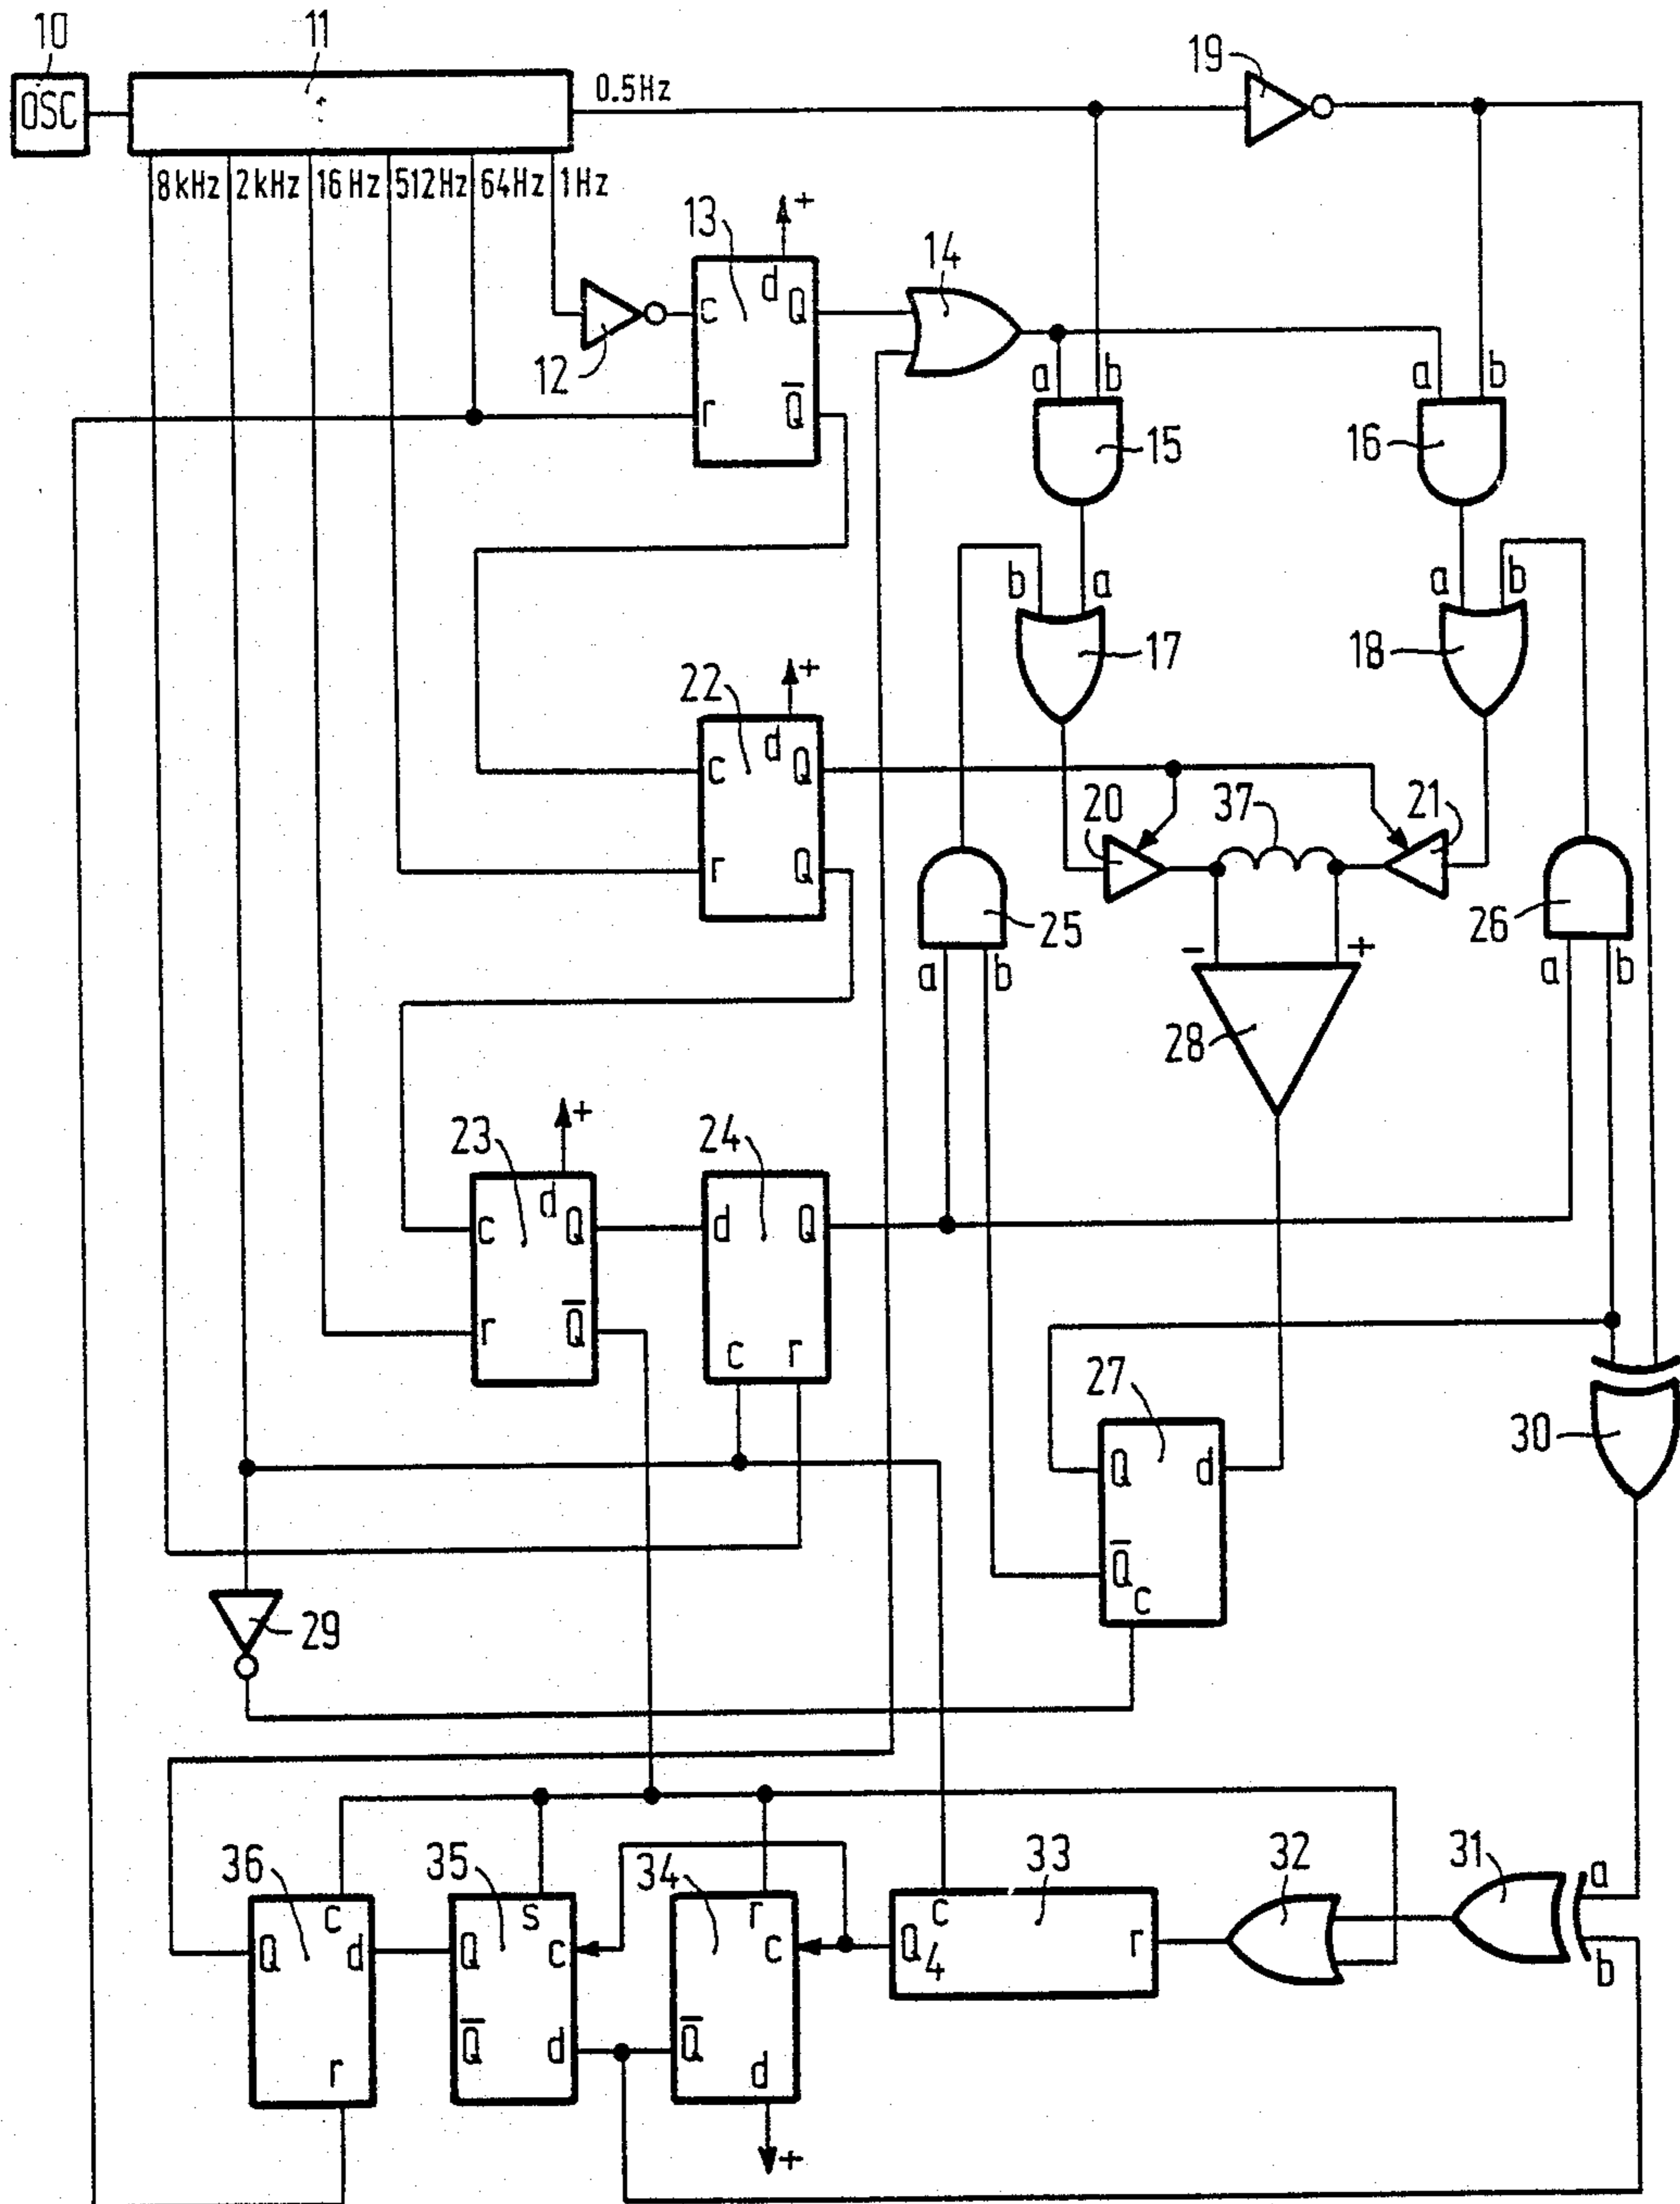 10
11
19
OSC
0.5Hz
8kHz 2kHz 16Hz 512Hz 64Hz 1Hz
13
+
14
d
c Q
12
a b
a b
r Q̅
15
16
b a
a b
17
18
22
+
d
c Q
20
37
21
r Q
25
26
- +
a b
a b
28
23
+
24
d
c Q
d Q
r Q̅
c r
27
30
Q d
Q̅
c
29
36
35
34
33
32
31
a
c
s
r
c
Q d
Q c
c
Q4 r
b
Q̅ d
Q̅
r
d
+